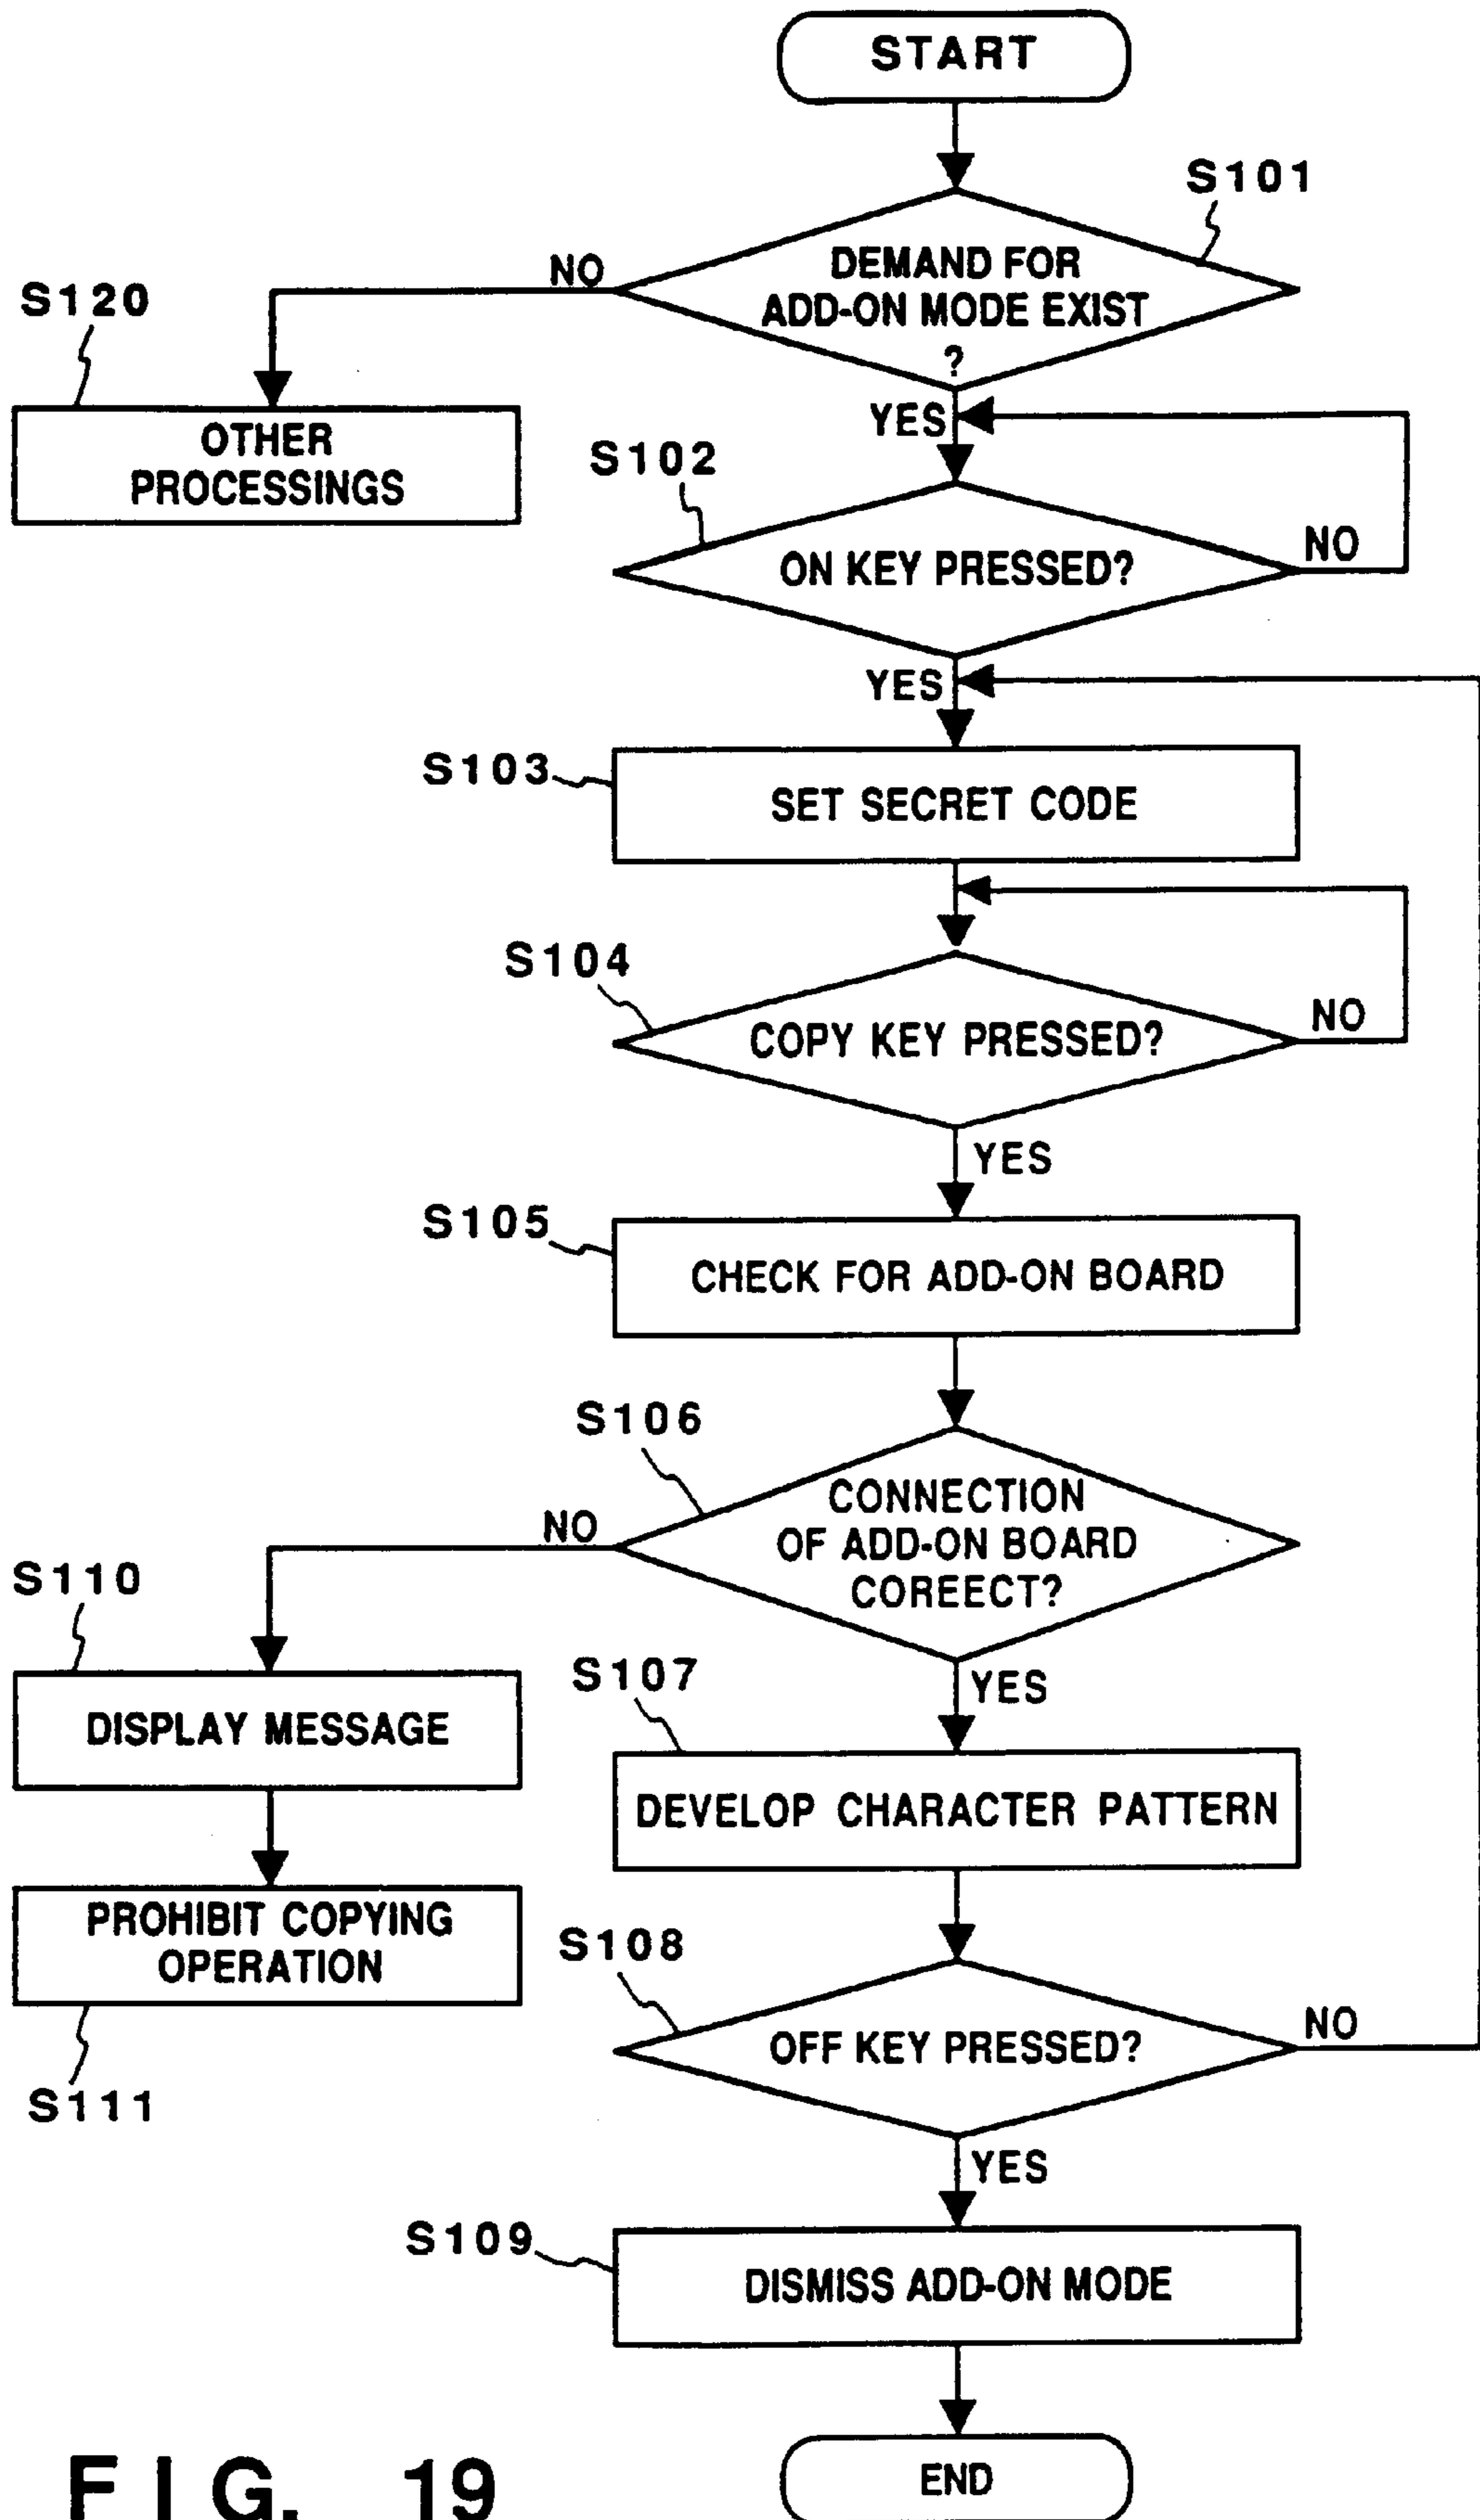 START
S101
DEMAND FOR
ADD-ON MODE EXIST
?
NO
S120
OTHER
PROCESSINGS
YES
S102
ON KEY PRESSED?
NO
YES
S103
SET SECRET CODE
S104
COPY KEY PRESSED?
NO
YES
S105
CHECK FOR ADD-ON BOARD
S106
CONNECTION
OF ADD-ON BOARD
COREECT?
NO
S110
DISPLAY MESSAGE
PROHIBIT COPYING
OPERATION
S111
YES
S107
DEVELOP CHARACTER PATTERN
S108
OFF KEY PRESSED?
NO
YES
S109
DISMISS ADD-ON MODE
END
FIG. 19